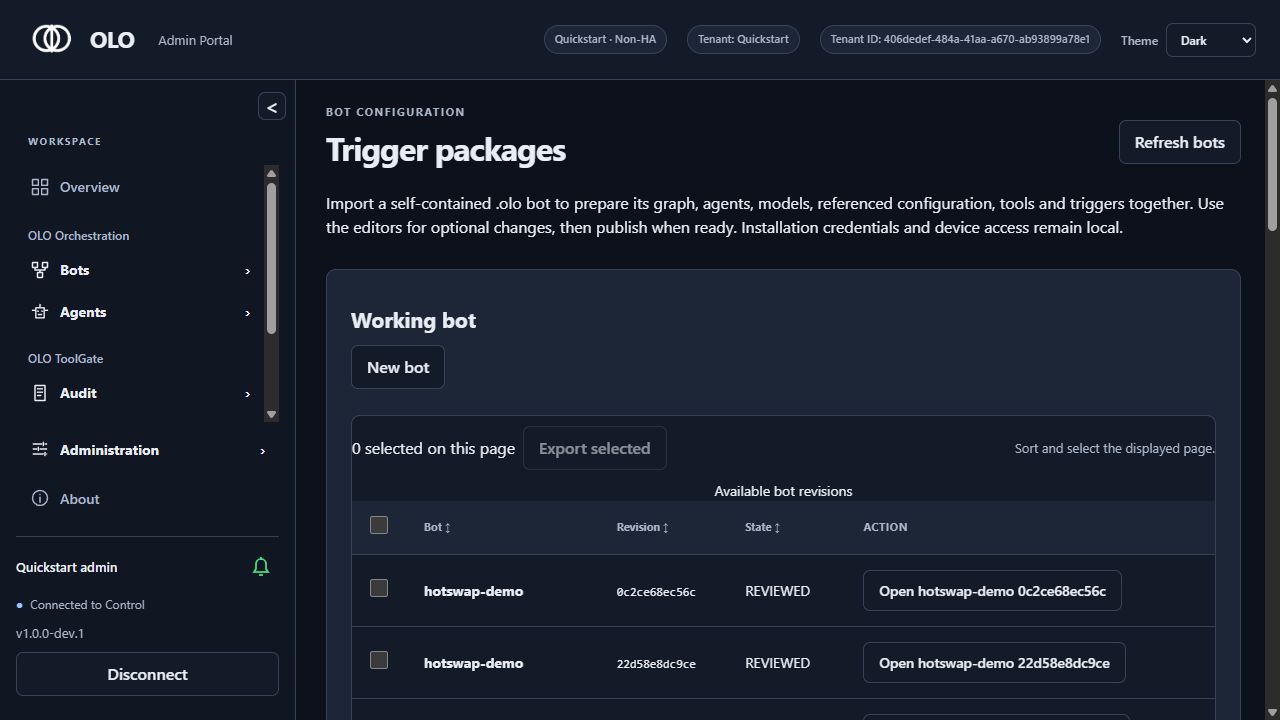 OLO Admin Portal Quickstart · Non-HA Tenant: Quickstart Tenant ID: 406dedef-484a-41aa-a670-ab93899a78e1 Theme Dark
<
WORKSPACE
Overview
OLO Orchestration
Bots ›
Agents ›
OLO ToolGate
Audit ›
Administration ›
About
Quickstart admin
Connected to Control
v1.0.0-dev.1
Disconnect
BOT CONFIGURATION
Trigger packages
Refresh bots
Import a self-contained .olo bot to prepare its graph, agents, models, referenced configuration, tools and triggers together. Use
the editors for optional changes, then publish when ready. Installation credentials and device access remain local.
Working bot
New bot
0 selected on this page Export selected Sort and select the displayed page.
Available bot revisions
Bot ↕ Revision ↕ State ↕ ACTION
hotswap-demo 0c2ce68ec56c REVIEWED Open hotswap-demo 0c2ce68ec56c
hotswap-demo 22d58e8dc9ce REVIEWED Open hotswap-demo 22d58e8dc9ce